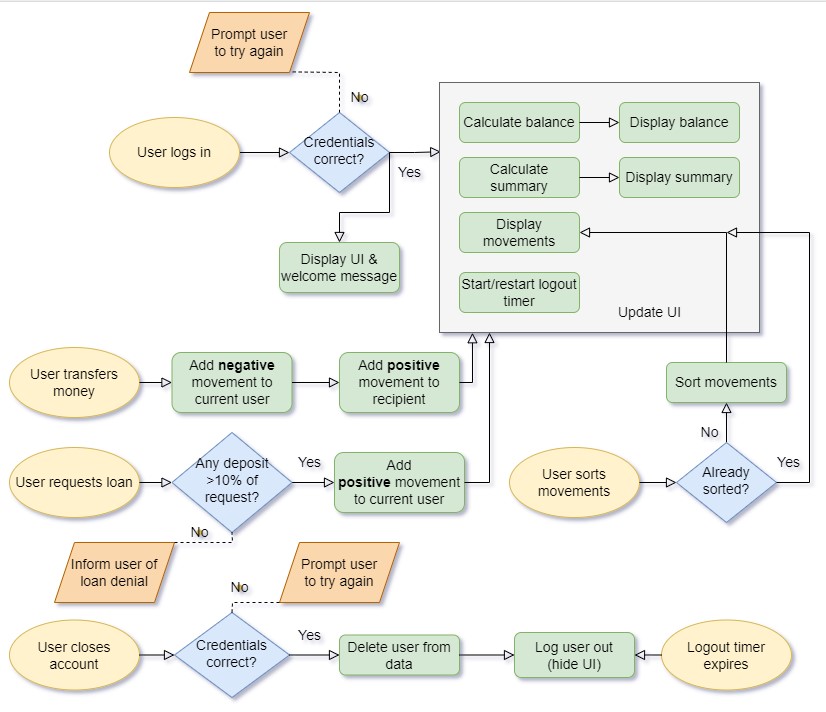 Prompt user
to try again
No
User logs in
Credentials
correct?
Yes
Display UI &
welcome message
Calculate balance
Display balance
Calculate
summary
Display summary
Display
movements
Start/restart logout
timer
Update UI
User transfers
money
Add negative
movement to
current user
Add positive
movement to
recipient
Sort movements
User requests loan
Any deposit
>10% of
request?
Yes
Add
positive movement
to current user
No
Inform user of
loan denial
User sorts
movements
No
Already
sorted?
Yes
Prompt user
to try again
No
User closes
account
Credentials
correct?
Yes
Delete user from
data
Log user out
(hide UI)
Logout timer
expires